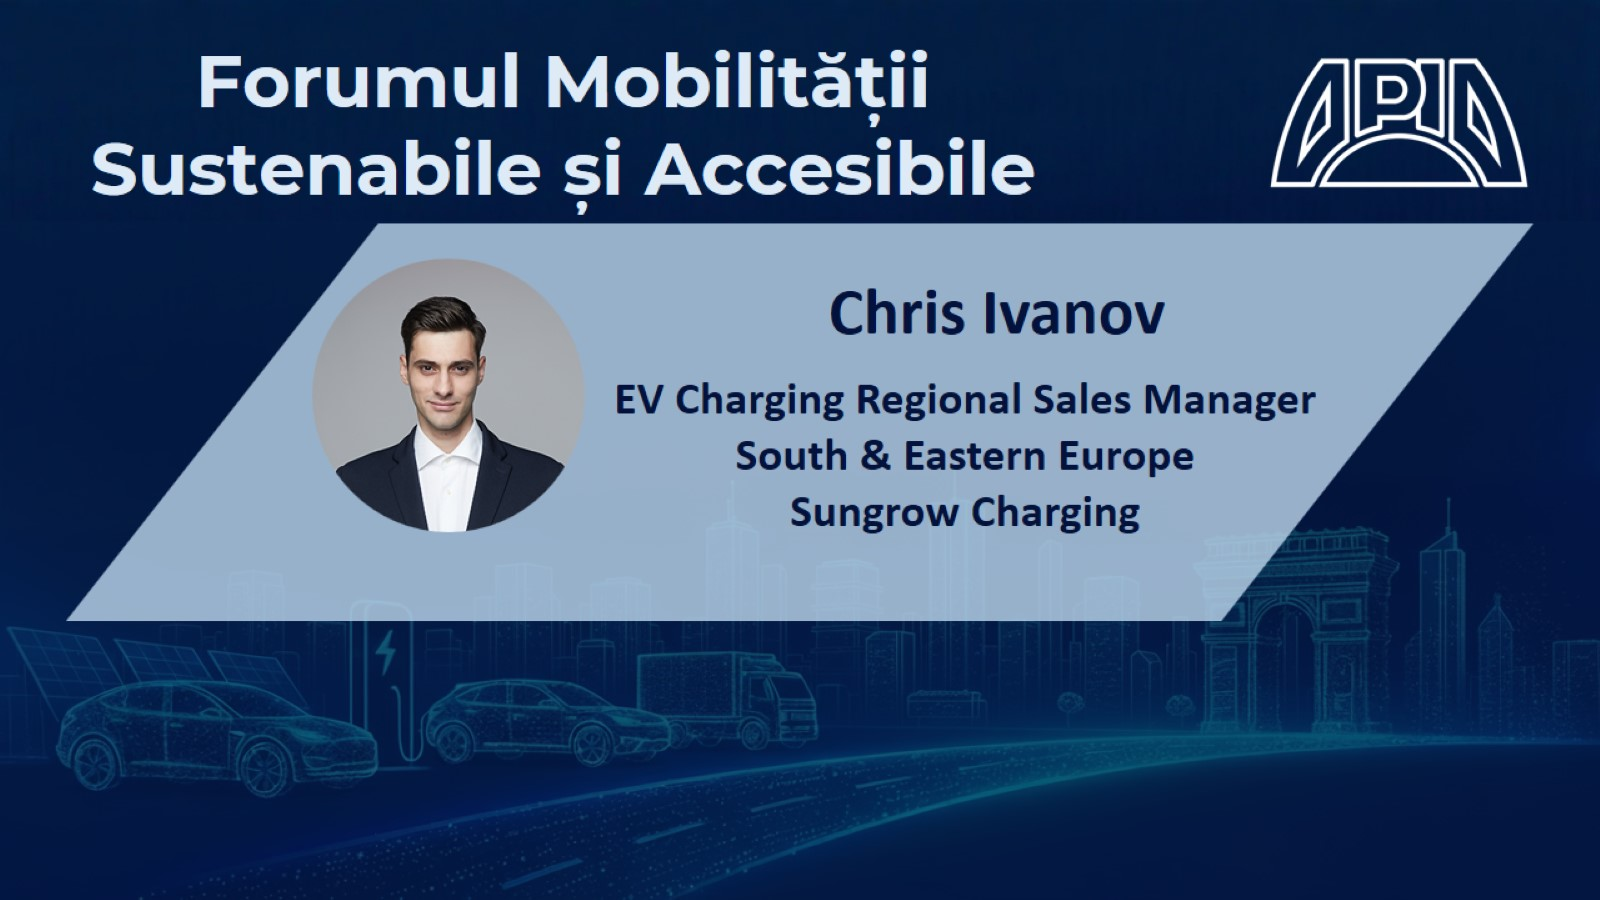 Forumul Mobilității
Sustenabile și Accesibile
APIA
Chris Ivanov
EV Charging Regional Sales Manager
South & Eastern Europe
Sungrow Charging